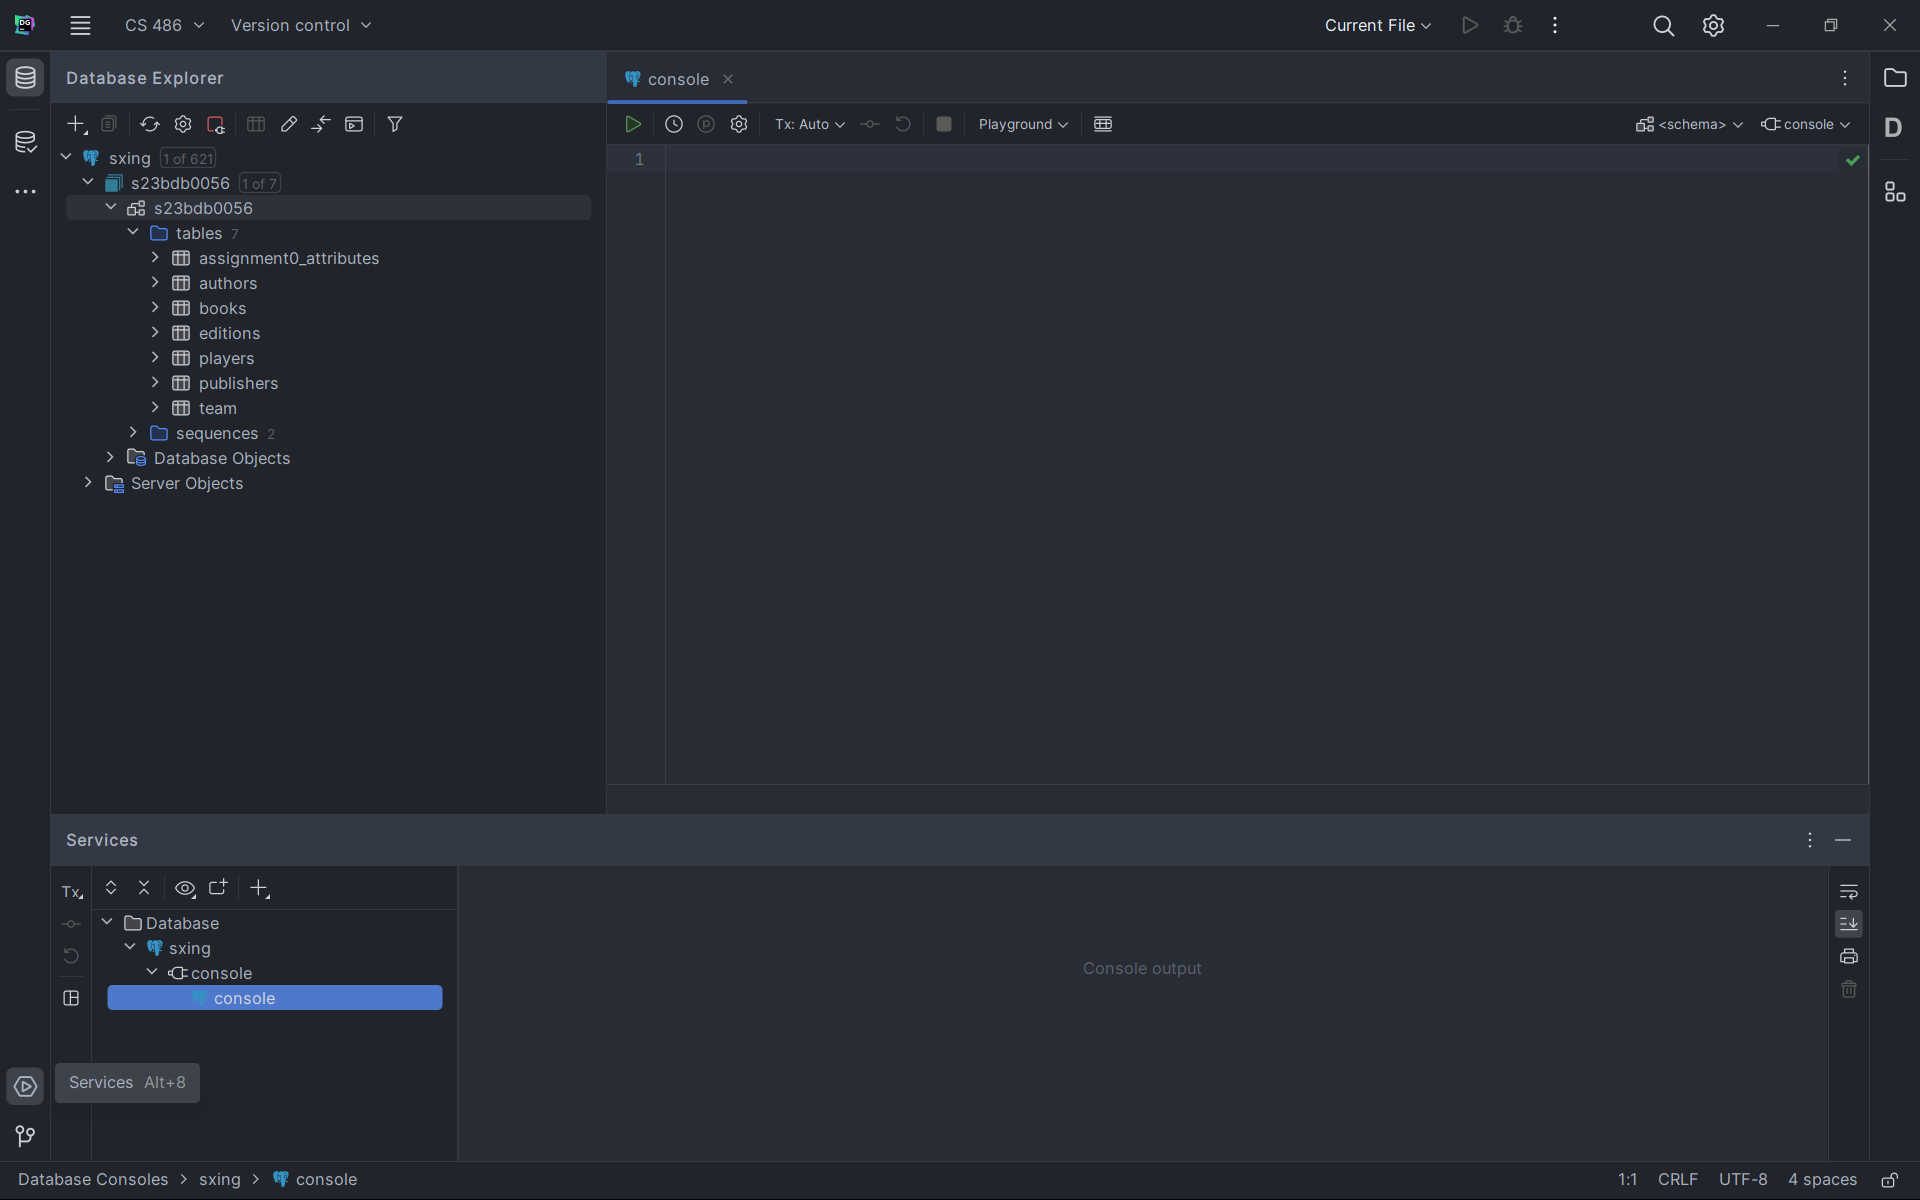 CS 486
Version control
Current File
Database Explorer
console
Tx: Auto
Playground
<schema>
console
sxing 1 of 621
1
s23bdb0056 1 of 7
s23bdb0056
tables 7
assignment0_attributes
authors
books
editions
players
publishers
team
sequences 2
Database Objects
Server Objects
D
Services
Tx
Database
sxing
console
console
Console output
Services Alt+8
Database Consoles > sxing > console
1:1 CRLF UTF-8 4 spaces